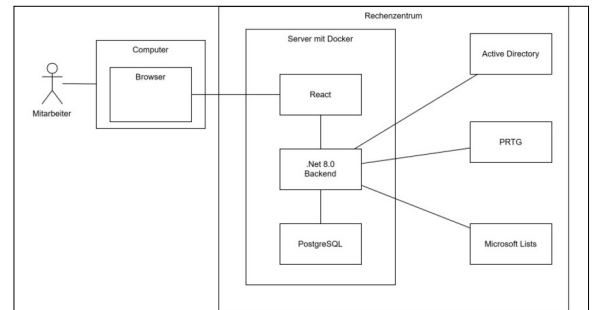 Rechenzentrum
Server mit Docker
Computer
Browser
Mitarbeiter
React
.Net 8.0
Backend
PostgreSQL
Active Directory
PRTG
Microsoft Lists